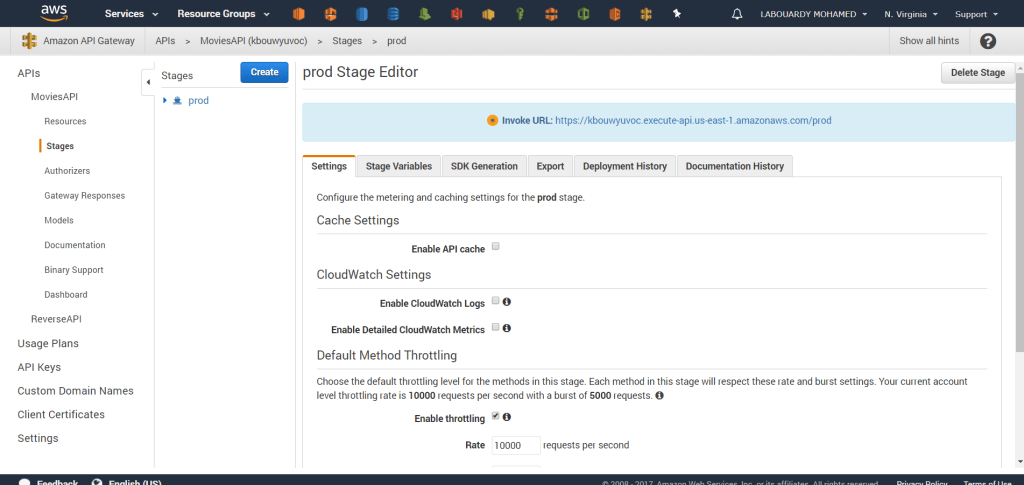 aws Services Resource Groups LABOUARDY MOHAMED N. Virginia Support
Amazon API Gateway APIs > MoviesAPI (kbouwyuvoc) > Stages > prod Show all hints ?
APIs
MoviesAPI
Resources
Stages
Authorizers
Gateway Responses
Models
Documentation
Binary Support
Dashboard
ReverseAPI
Usage Plans
API Keys
Custom Domain Names
Client Certificates
Settings
Stages Create
prod
prod Stage Editor Delete Stage
Invoke URL: https://kbouwyuvoc.execute-api.us-east-1.amazonaws.com/prod
Settings Stage Variables SDK Generation Export Deployment History Documentation History
Configure the metering and caching settings for the prod stage.
Cache Settings
Enable API cache
CloudWatch Settings
Enable CloudWatch Logs
Enable Detailed CloudWatch Metrics
Default Method Throttling
Choose the default throttling level for the methods in this stage. Each method in this stage will respect these rate and burst settings. Your current account
level throttling rate is 10000 requests per second with a burst of 5000 requests.
Enable throttling
Rate 10000 requests per second
Feedback English (US) © 2008 - 2017, Amazon Web Services, Inc. or its affiliates. All rights reserved. Privacy Policy Terms of Use